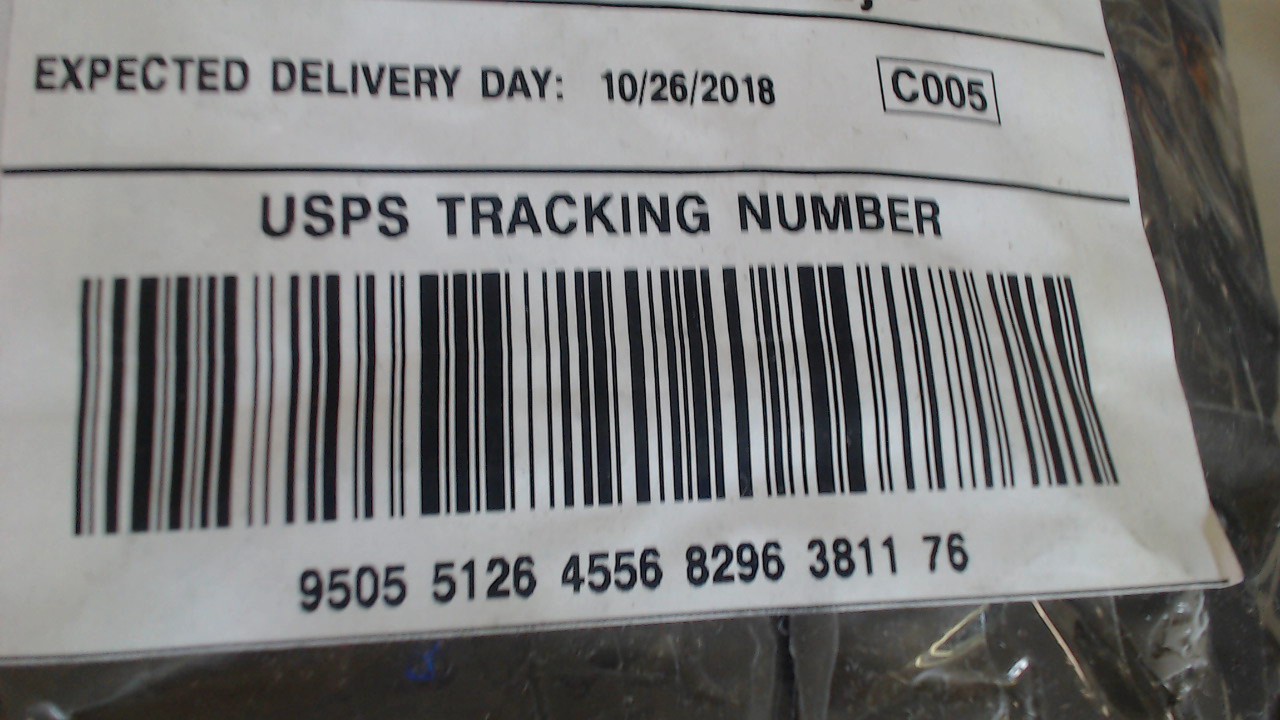 EXPECTED DELIVERY DAY: 10/26/2018 C005
USPS TRACKING NUMBER
9505 5126 4556 8296 3811 76